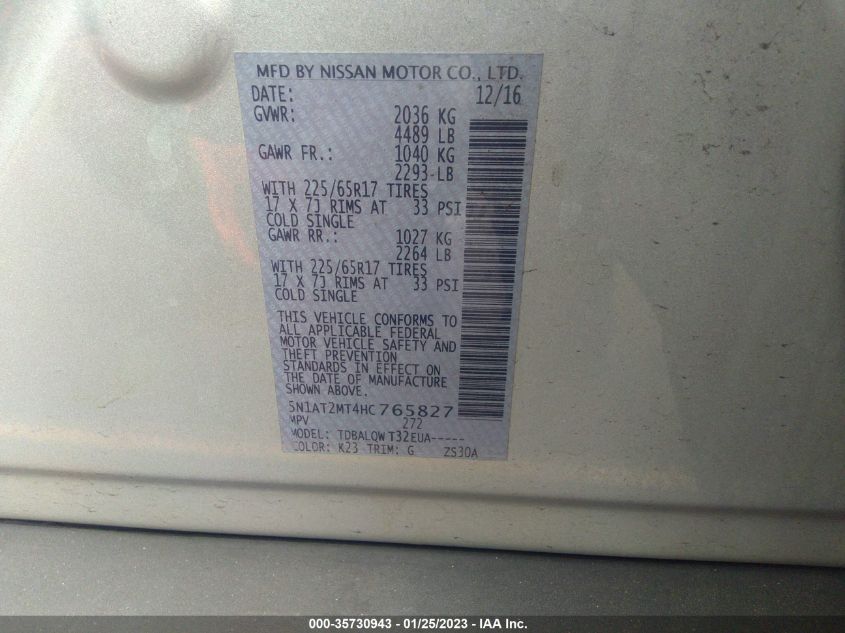 MFD BY NISSAN MOTOR CO., LTD.
DATE: 12/16
GVWR: 2036 KG
4489 LB
GAWR FR.: 1040 KG
2293 LB
WITH 225/65R17 TIRES
17 X 7J RIMS AT 33 PSI
COLD SINGLE
GAWR RR.: 1027 KG
2264 LB
WITH 225/65R17 TIRES
17 X 7J RIMS AT 33 PSI
COLD SINGLE
THIS VEHICLE CONFORMS TO
ALL APPLICABLE FEDERAL
MOTOR VEHICLE SAFETY AND
THEFT PREVENTION
STANDARDS IN EFFECT ON
THE DATE OF MANUFACTURE
SHOWN ABOVE.
5N1AT2MT4HC765827
MPV 272
MODEL: TDBALQW T32EUA-----
COLOR: K23 TRIM: G ZS30A
000-35730943 - 01/25/2023 - IAA Inc.